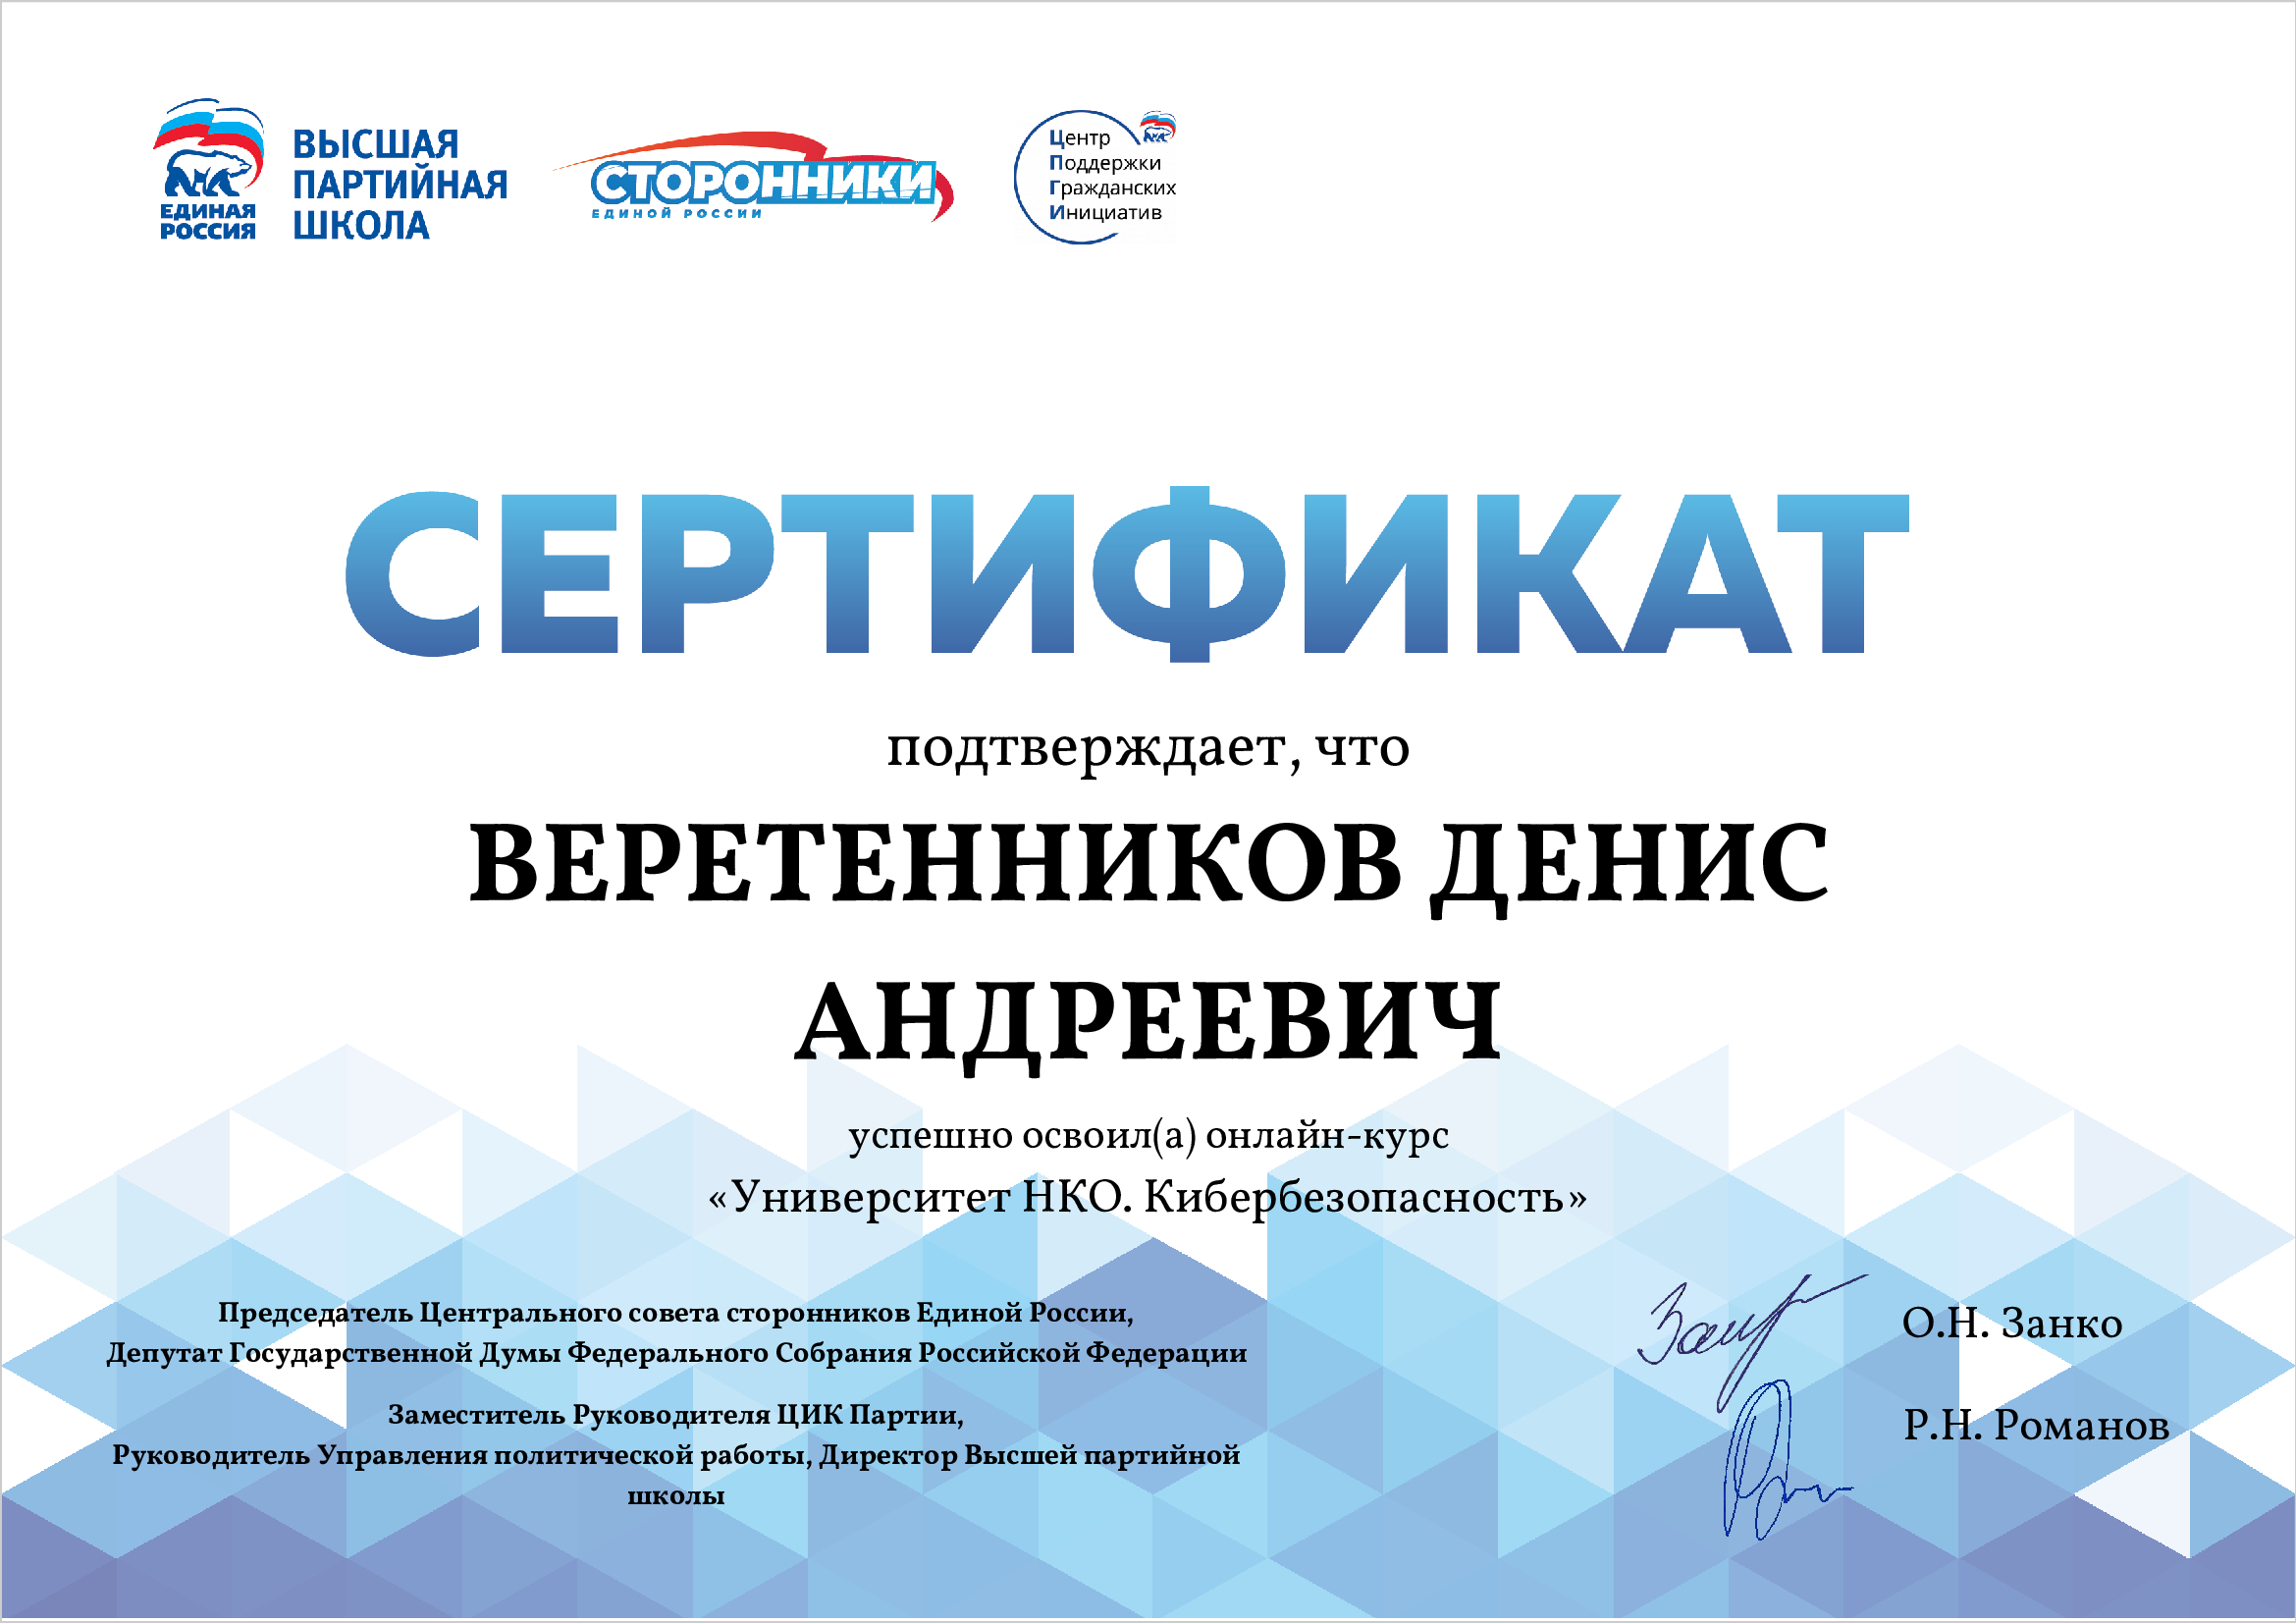 ЕДИНАЯ
РОССИЯ
ВЫСШАЯ
ПАРТИЙНАЯ
ШКОЛА
СТОРОННИКИ
ЕДИНОЙ РОССИИ
Центр
Поддержки
Гражданских
Инициатив
СЕРТИФИКАТ
подтверждает, что
ВЕРЕТЕННИКОВ ДЕНИС
АНДРЕЕВИЧ
успешно освоил(а) онлайн-курс
«Университет НКО. Кибербезопасность»
Председатель Центрального совета сторонников Единой России,
Депутат Государственной Думы Федерального Собрания Российской Федерации
О.Н. Занко
Заместитель Руководителя ЦИК Партии,
Руководитель Управления политической работы, Директор Высшей партийной
школы
Р.Н. Романов